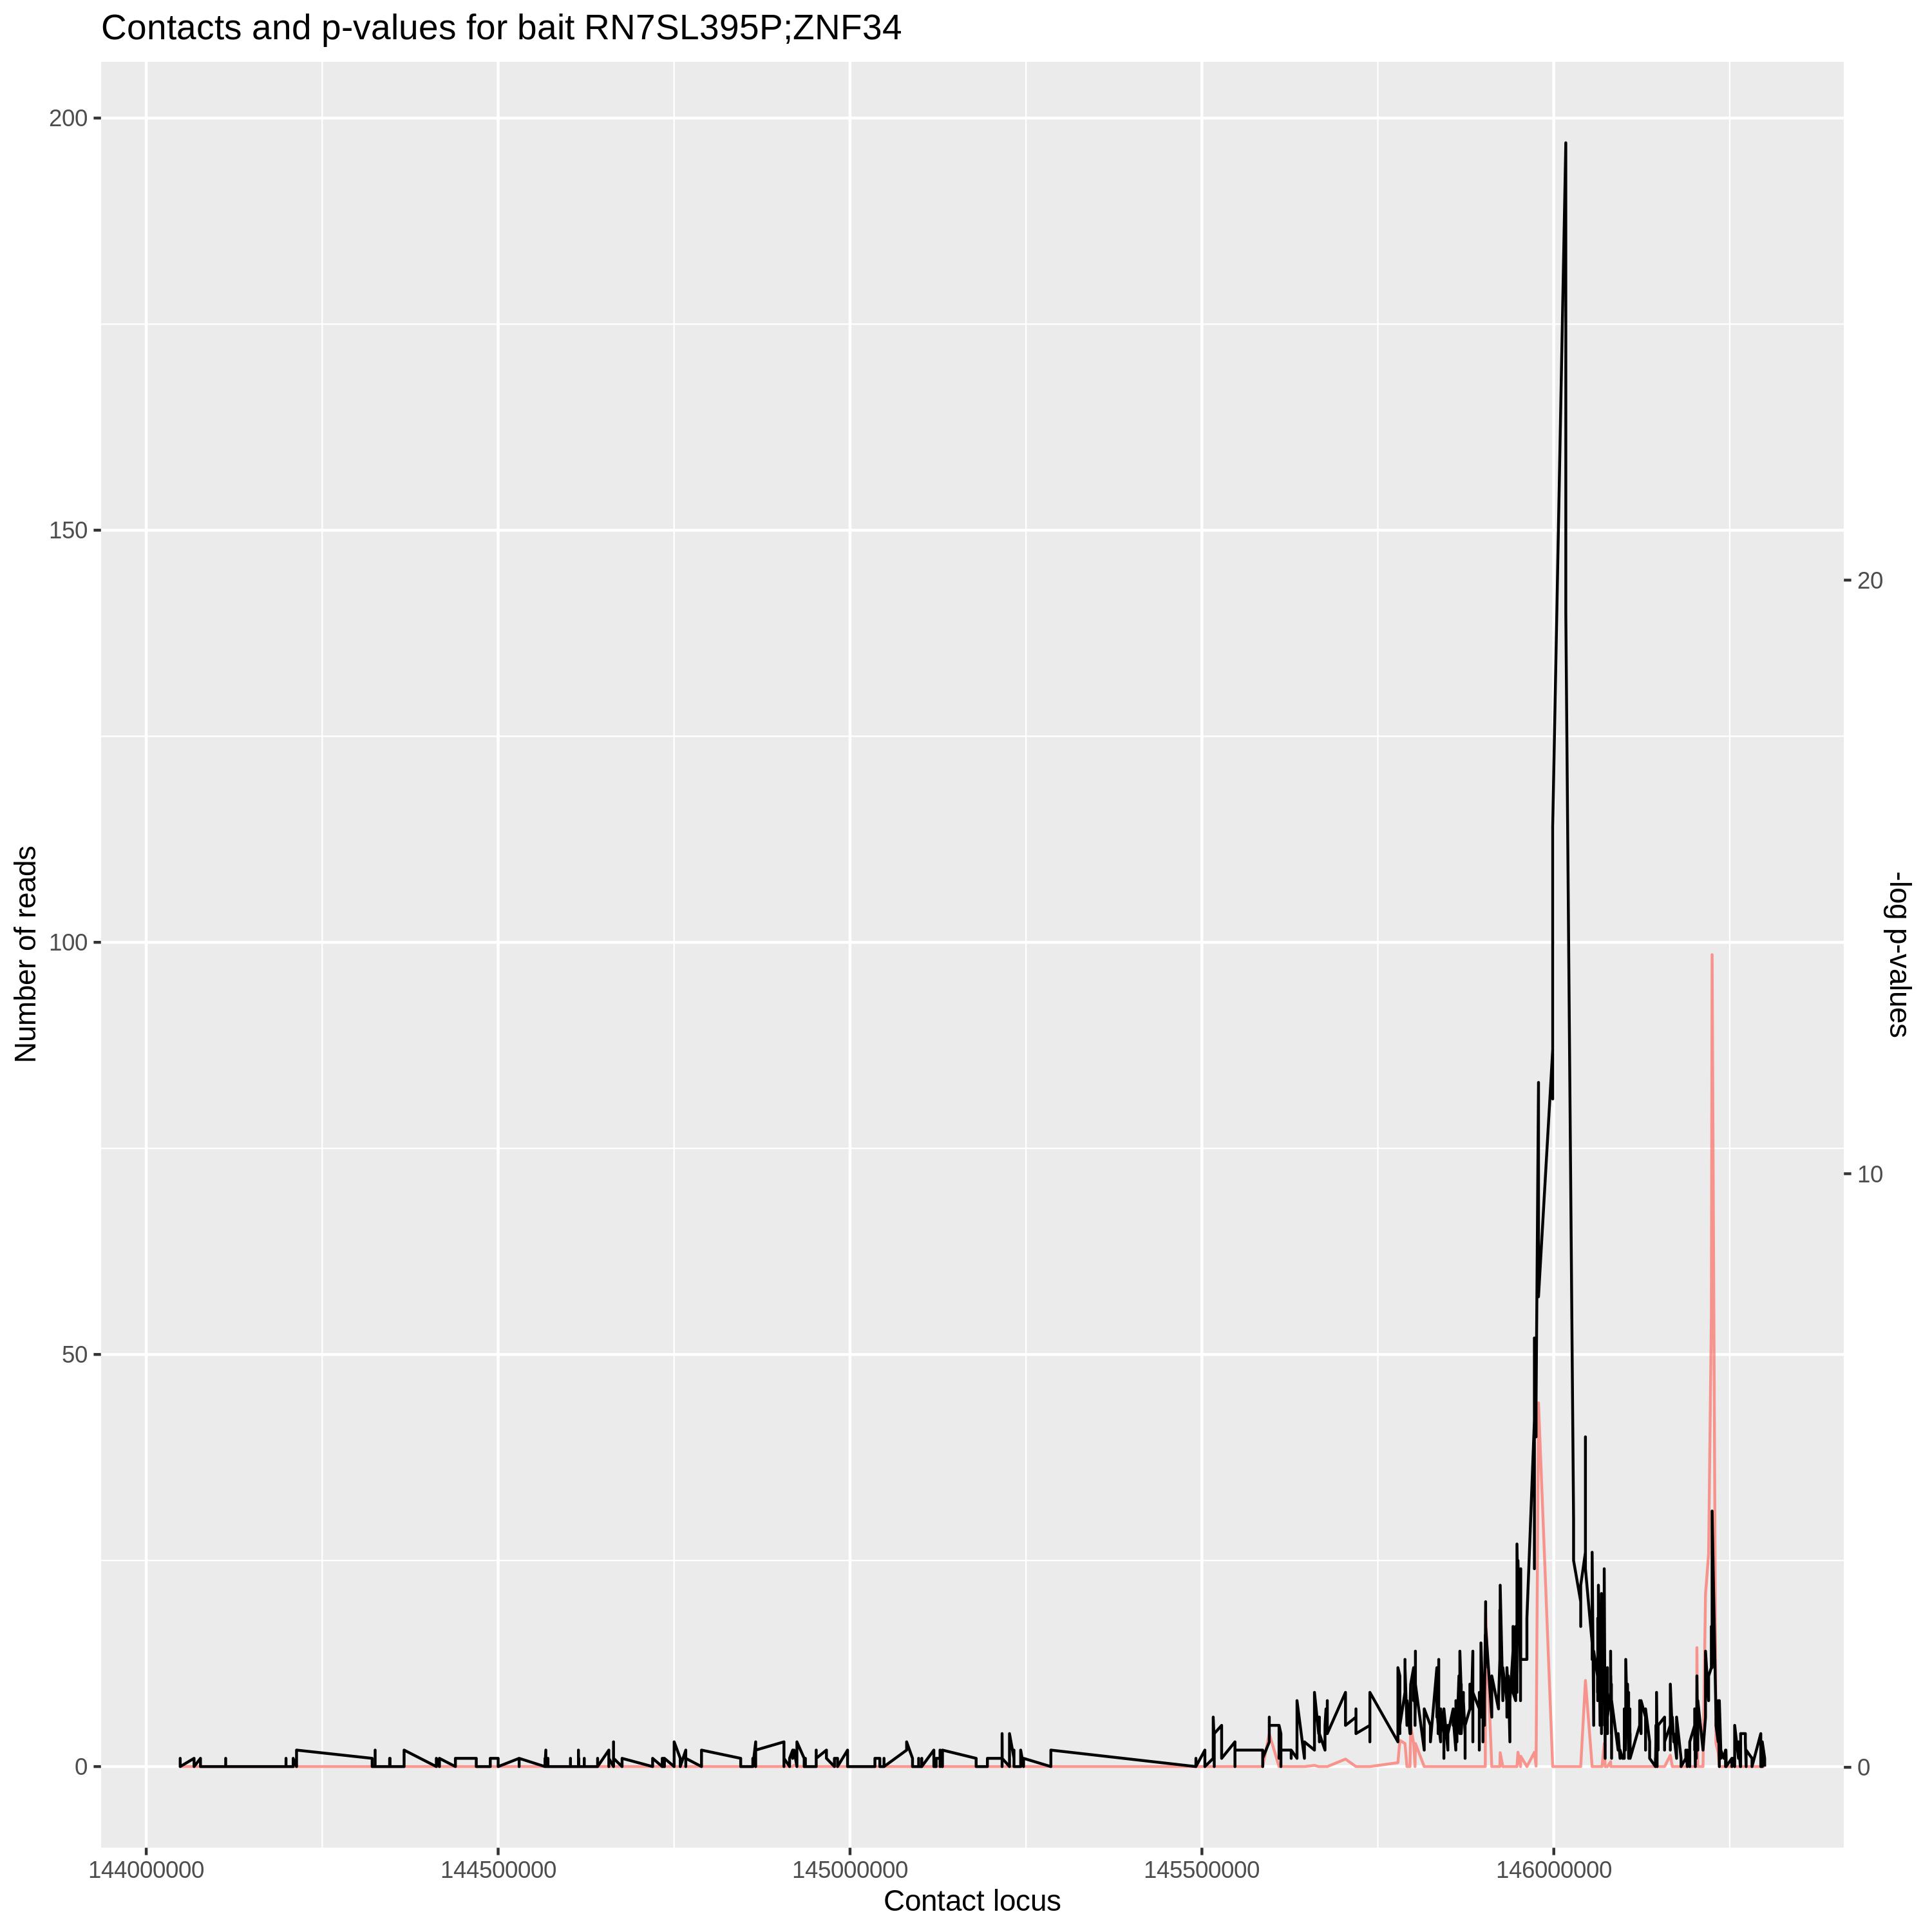 Contacts and p-values for bait RN7SL395P;ZNF34
200
150
100
50
0
Number of reads
20
10
0
-log p-values
144000000 144500000 145000000 145500000 146000000
Contact locus